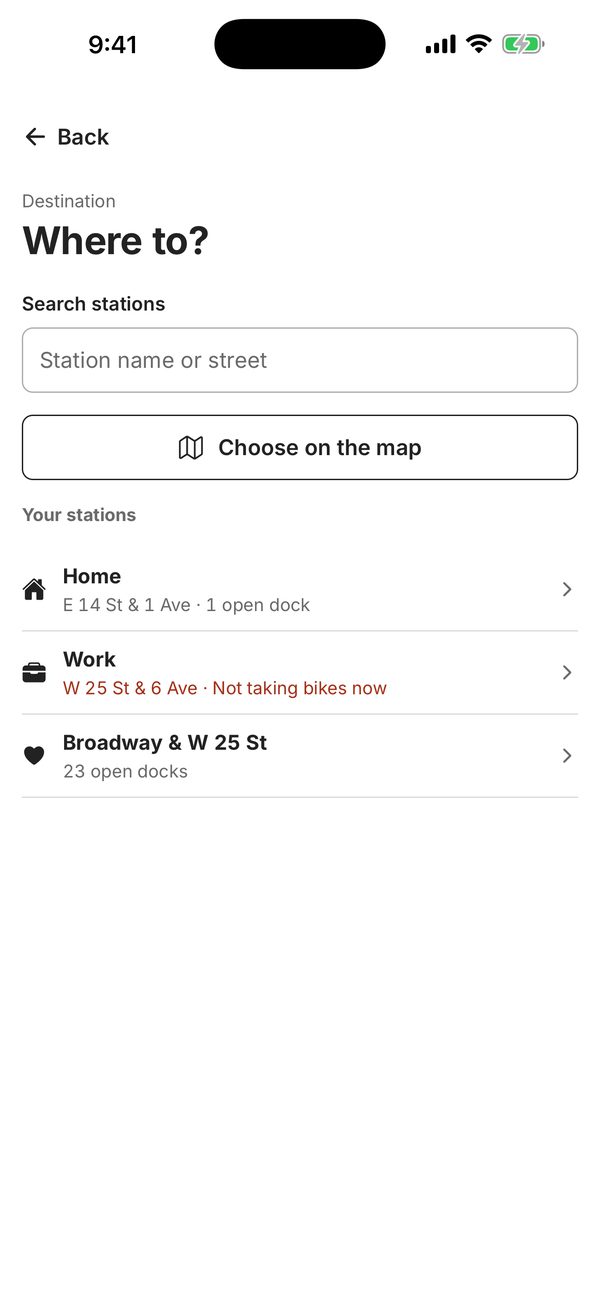 9:41
Back
Destination
Where to?
Search stations
Station name or street
Choose on the map
Your stations
Home
E 14 St & 1 Ave · 1 open dock
Work
W 25 St & 6 Ave · Not taking bikes now
Broadway & W 25 St
23 open docks